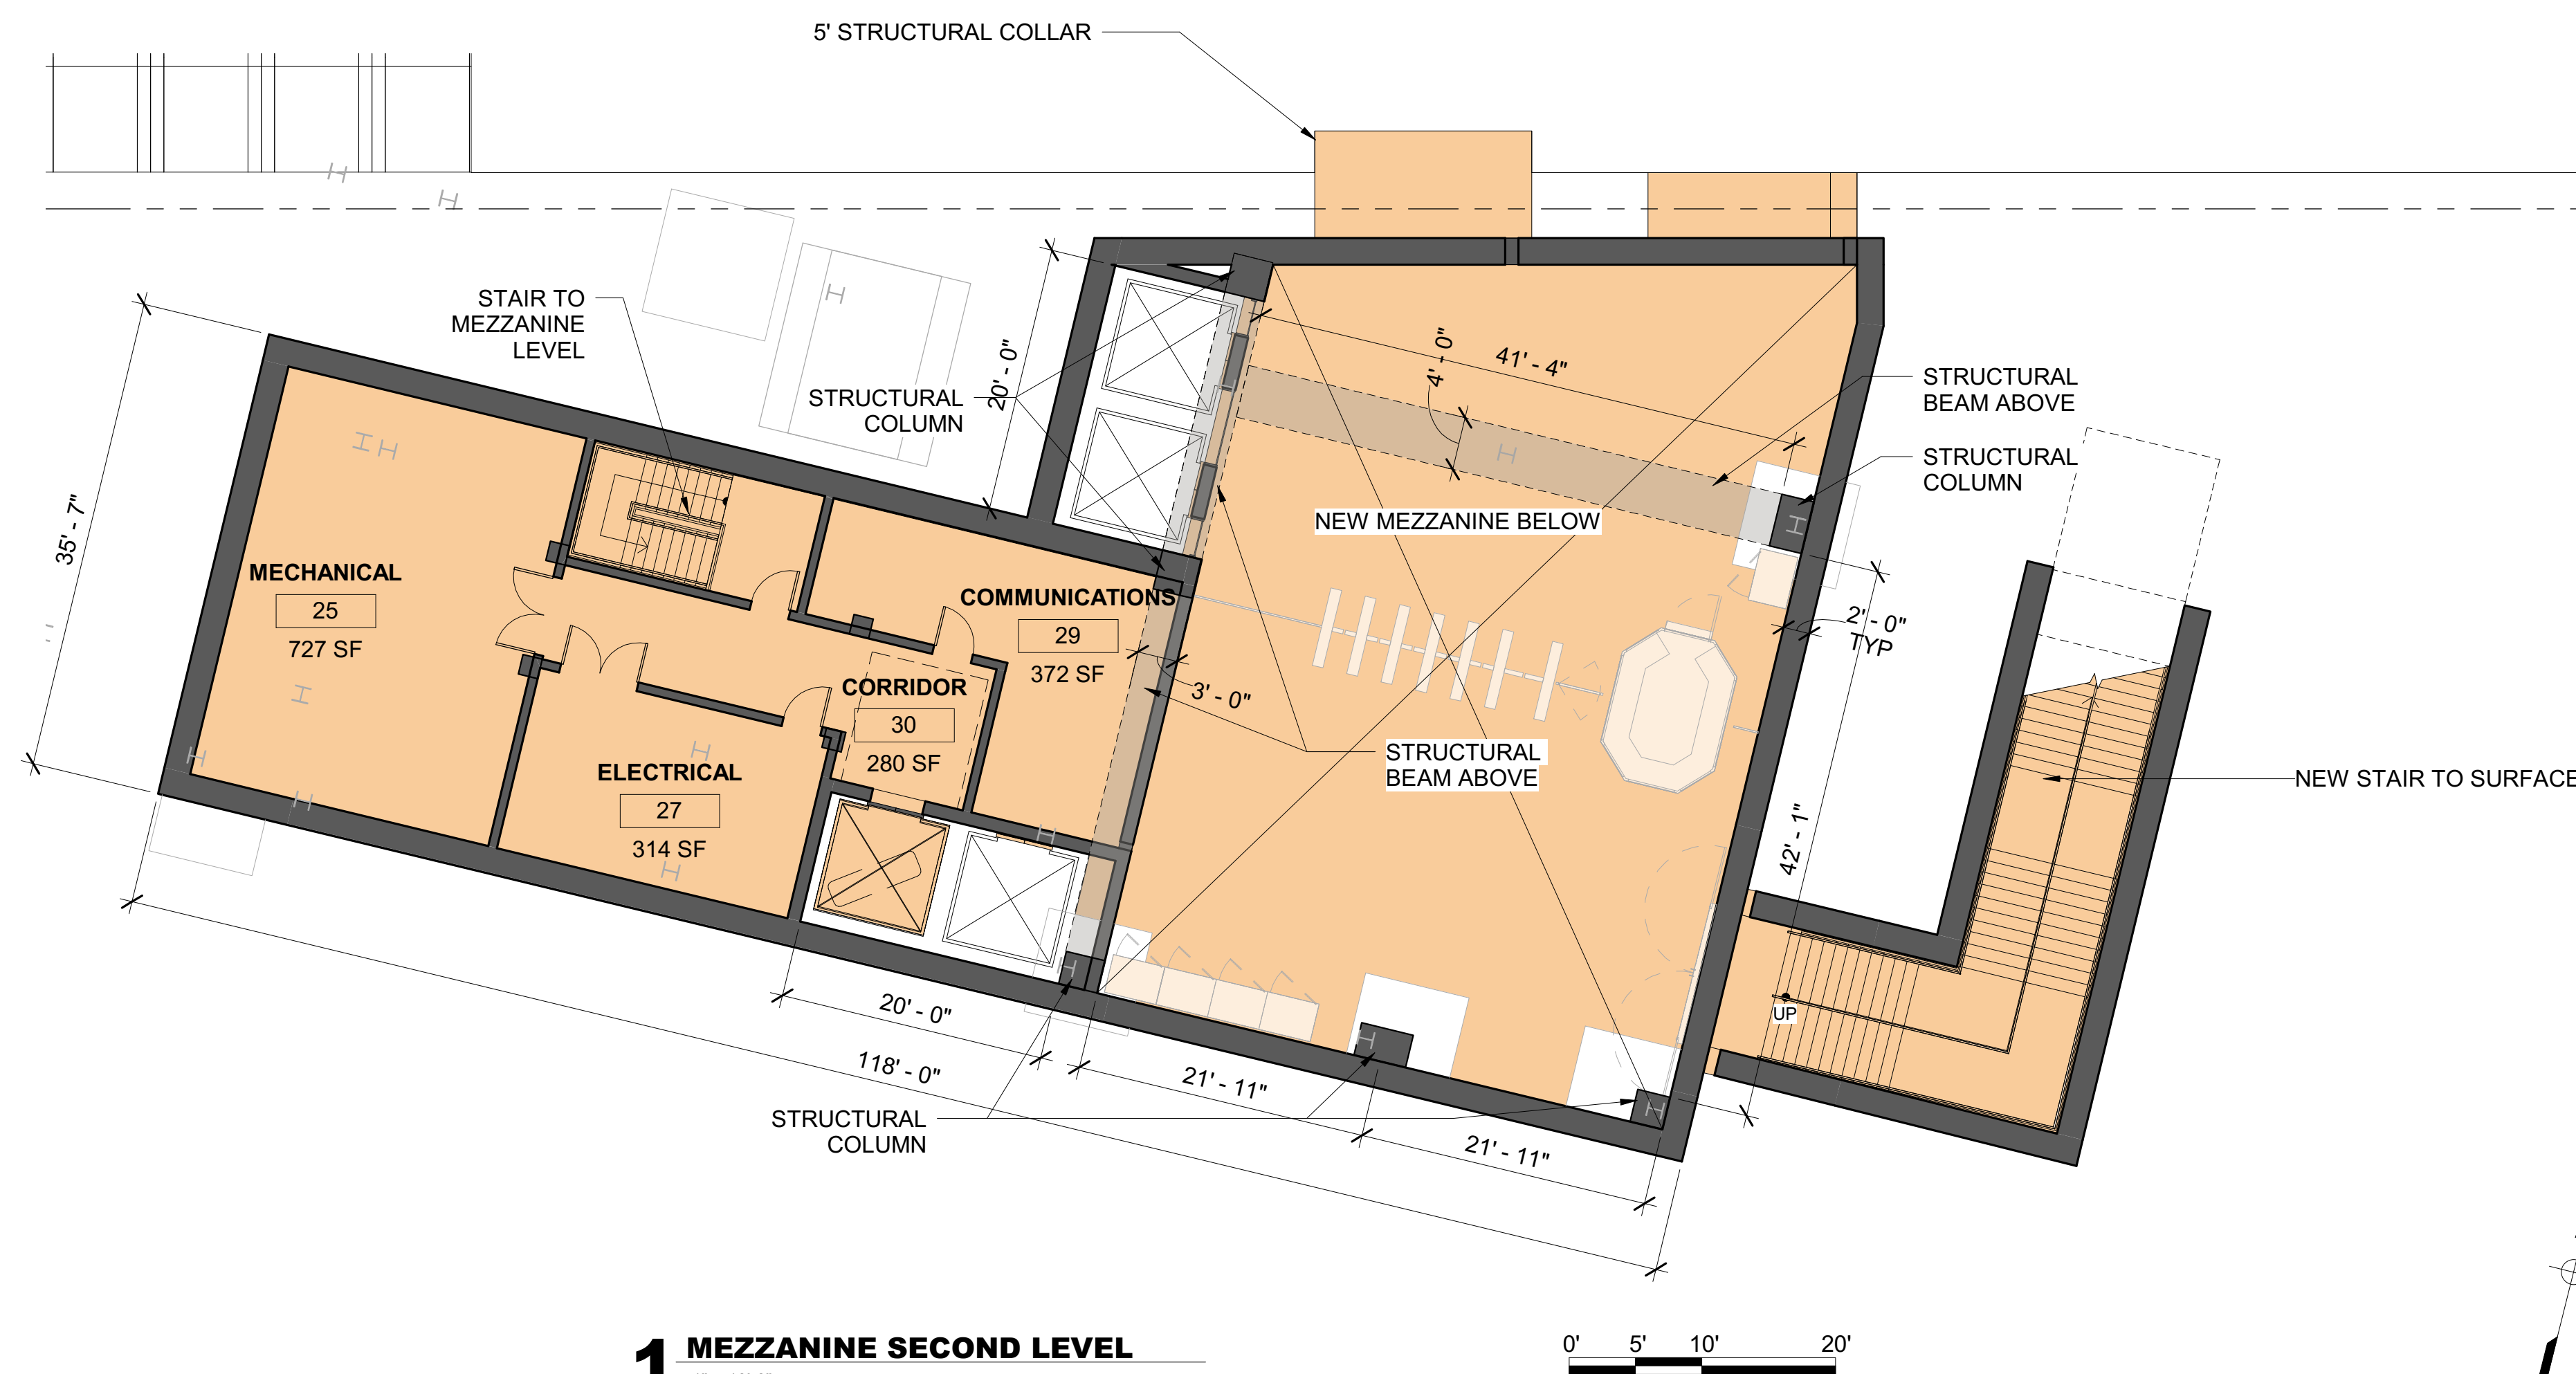 5' STRUCTURAL COLLAR
STAIR TO
MEZZANINE
LEVEL
STRUCTURAL
COLUMN
20' - 0"
41' - 4"
4' - 0"
STRUCTURAL
BEAM ABOVE
STRUCTURAL
COLUMN
NEW MEZZANINE BELOW
35' - 7"
MECHANICAL
25
727 SF
COMMUNICATIONS
29
372 SF
2' - 0"
TYP
CORRIDOR
30
280 SF
3' - 0"
STRUCTURAL
BEAM ABOVE
ELECTRICAL
27
314 SF
NEW STAIR TO SURFACE
42' - 1"
UP
20' - 0"
118' - 0"
21' - 11"
21' - 11"
STRUCTURAL
COLUMN
1 MEZZANINE SECOND LEVEL
0' 5' 10' 20'